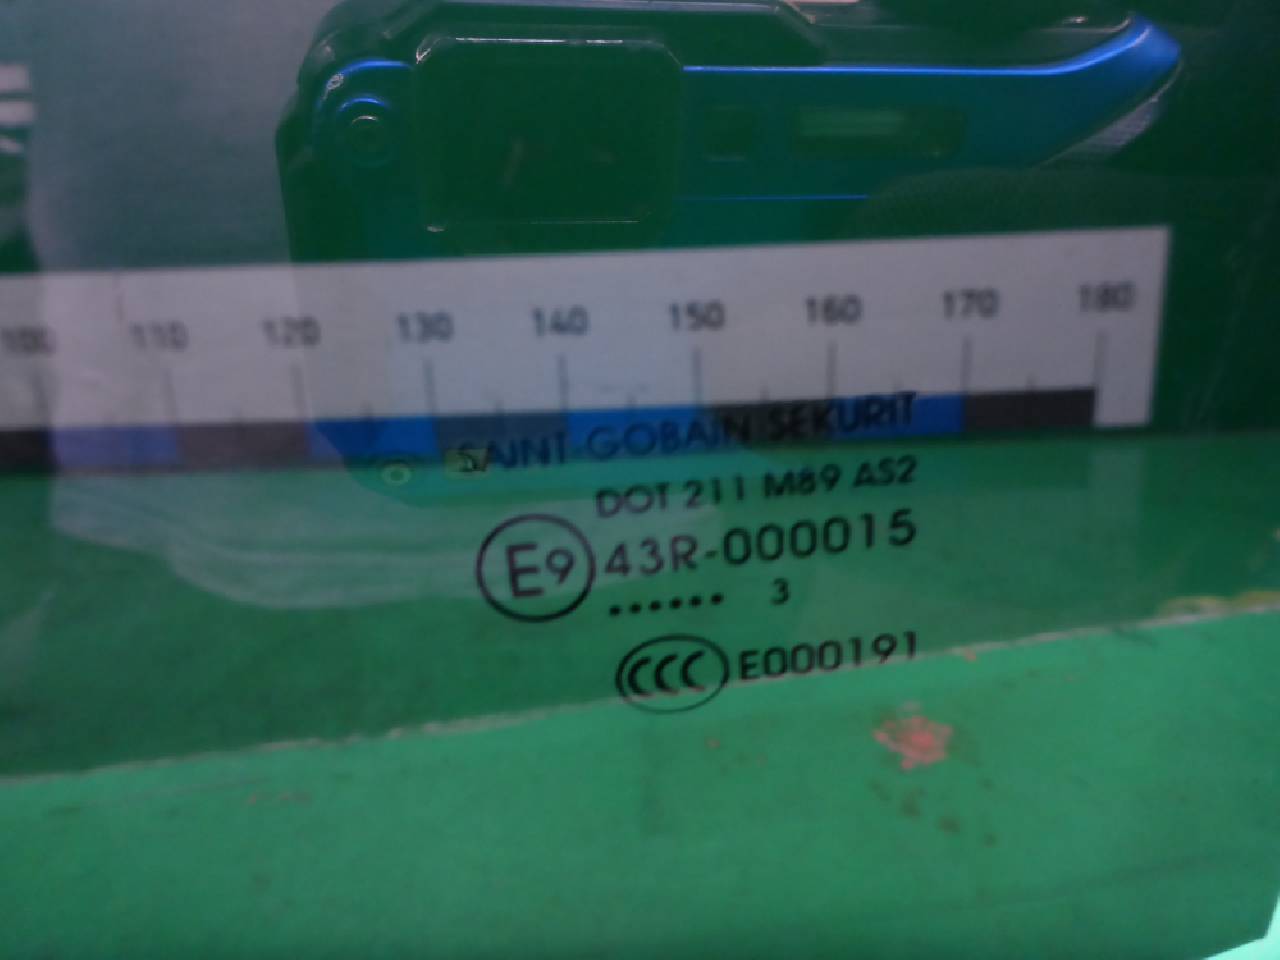 100 110 120 130 140 150 160 170 180
SAINT-GOBAIN SEKURIT
DOT 211 M89 AS2
E9 43R-000015
...... 3
CCC E000191